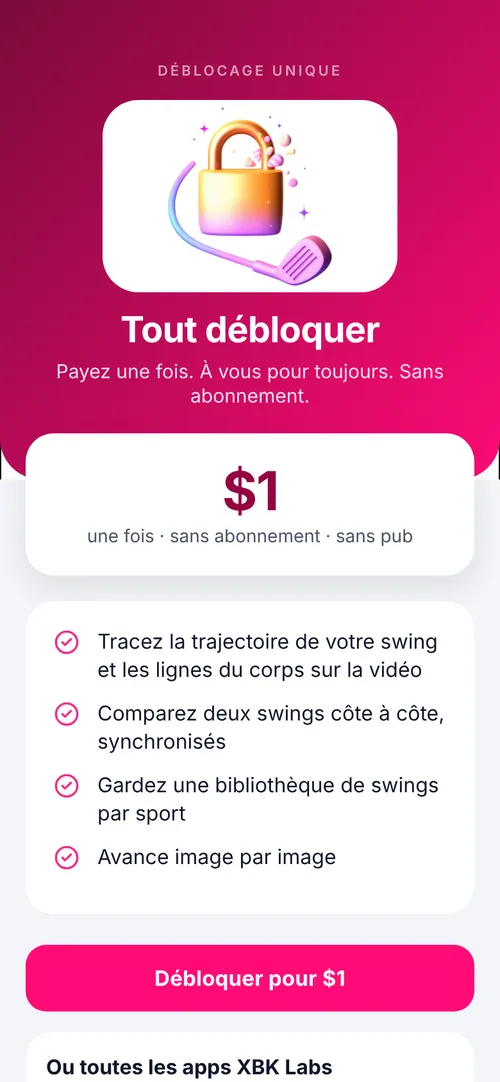 DÉBLOCAGE UNIQUE
Tout débloquer
Payez une fois. À vous pour toujours. Sans
abonnement.
$1
une fois · sans abonnement · sans pub
Tracez la trajectoire de votre swing
et les lignes du corps sur la vidéo
Comparez deux swings côte à côte,
synchronisés
Gardez une bibliothèque de swings
par sport
Avance image par image
Débloquer pour $1
Ou toutes les apps XBK Labs